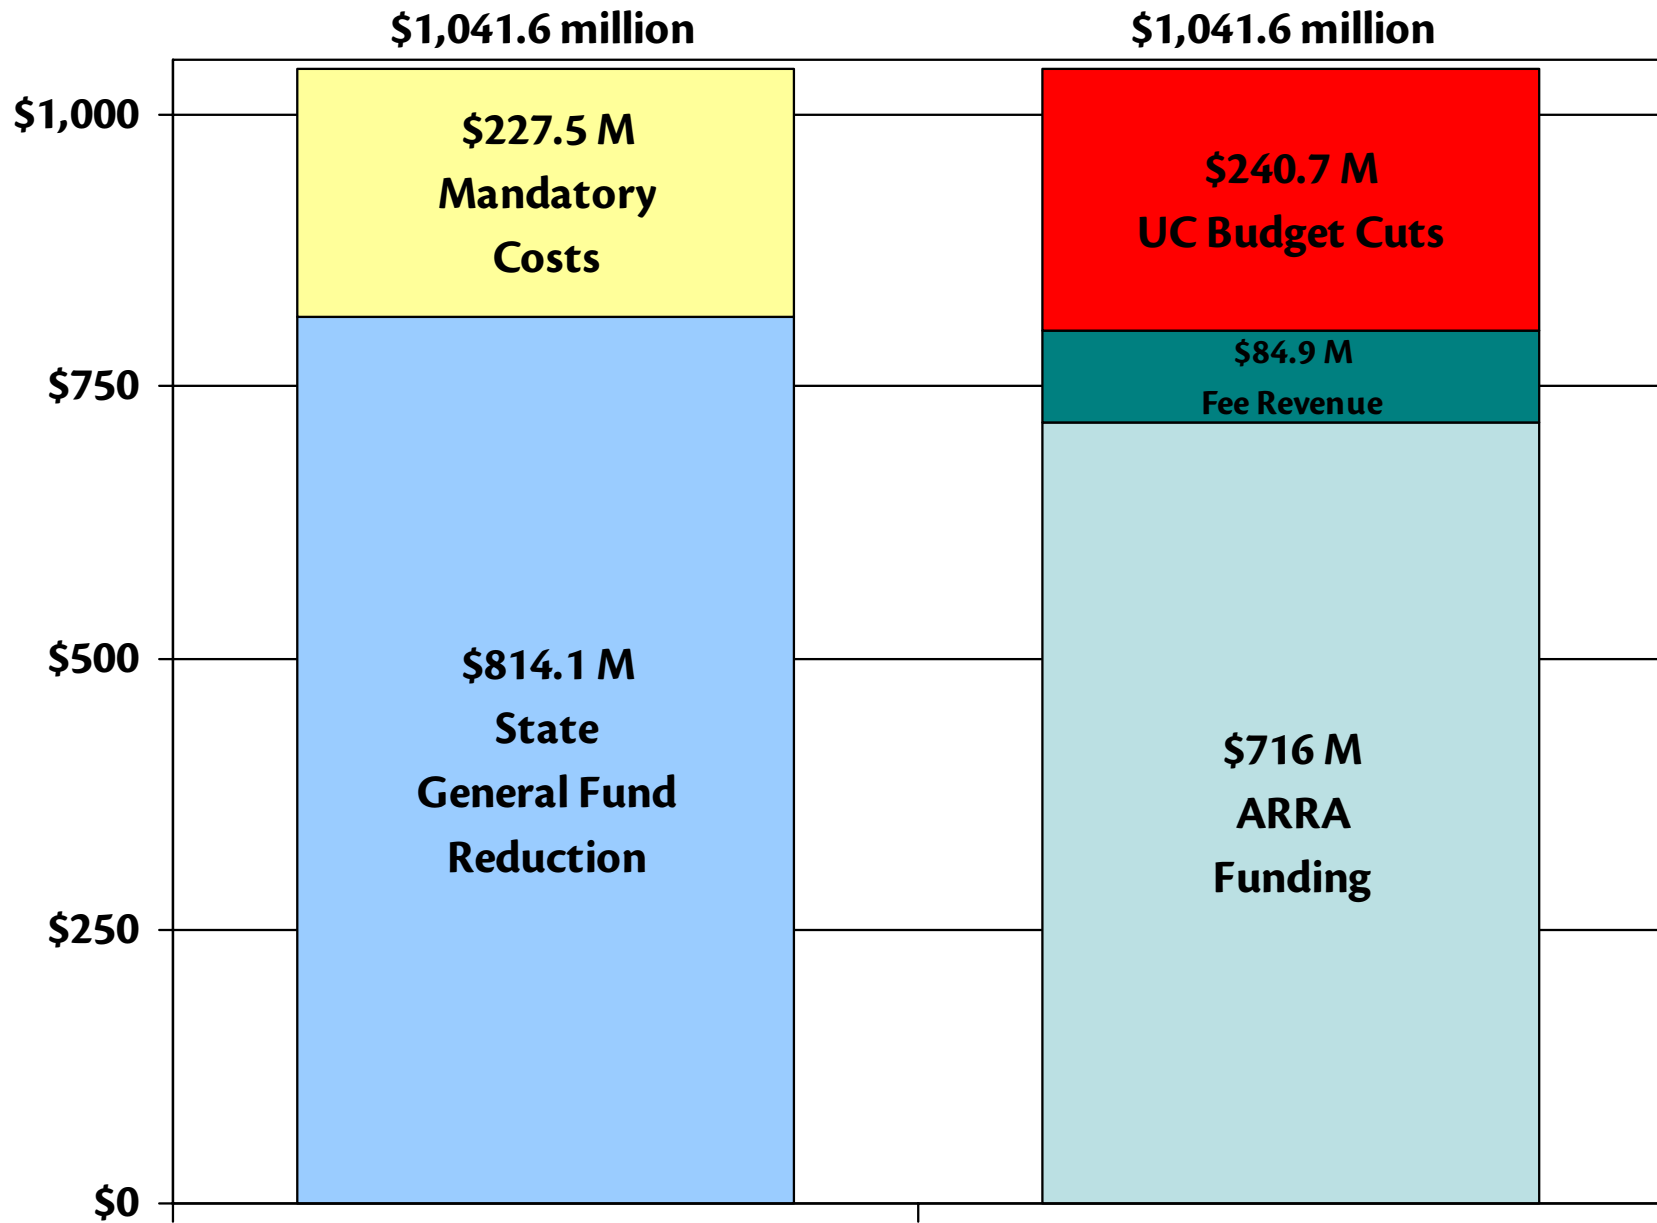 $1,041.6 million
$1,041.6 million
$1,000
$750
$500
$250
$0
$227.5 M
Mandatory
Costs
$814.1 M
State
General Fund
Reduction
$240.7 M
UC Budget Cuts
$84.9 M
Fee Revenue
$716 M
ARRA
Funding